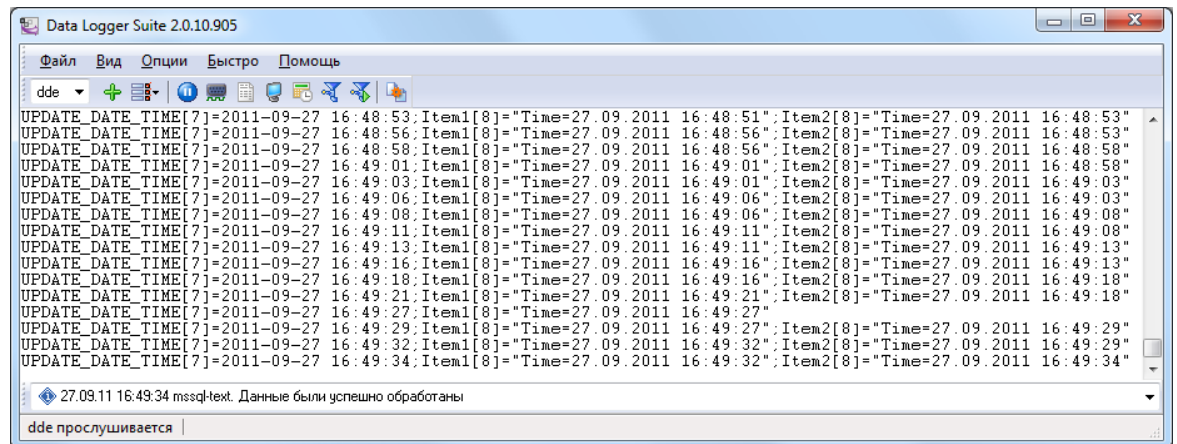 Data Logger Suite 2.0.10.905
Файл Вид Опции Быстро Помощь
dde
UPDATE_DATE_TIME[7]=2011-09-27 16:48:53;Item1[8]="Time=27.09.2011 16:48:51";Item2[8]="Time=27.09.2011 16:48:53"
UPDATE_DATE_TIME[7]=2011-09-27 16:48:56;Item1[8]="Time=27.09.2011 16:48:56";Item2[8]="Time=27.09.2011 16:48:53"
UPDATE_DATE_TIME[7]=2011-09-27 16:48:58;Item1[8]="Time=27.09.2011 16:48:56";Item2[8]="Time=27.09.2011 16:48:58"
UPDATE_DATE_TIME[7]=2011-09-27 16:49:01;Item1[8]="Time=27.09.2011 16:49:01";Item2[8]="Time=27.09.2011 16:48:58"
UPDATE_DATE_TIME[7]=2011-09-27 16:49:03;Item1[8]="Time=27.09.2011 16:49:01";Item2[8]="Time=27.09.2011 16:49:03"
UPDATE_DATE_TIME[7]=2011-09-27 16:49:06;Item1[8]="Time=27.09.2011 16:49:06";Item2[8]="Time=27.09.2011 16:49:03"
UPDATE_DATE_TIME[7]=2011-09-27 16:49:08;Item1[8]="Time=27.09.2011 16:49:06";Item2[8]="Time=27.09.2011 16:49:08"
UPDATE_DATE_TIME[7]=2011-09-27 16:49:11;Item1[8]="Time=27.09.2011 16:49:11";Item2[8]="Time=27.09.2011 16:49:08"
UPDATE_DATE_TIME[7]=2011-09-27 16:49:13;Item1[8]="Time=27.09.2011 16:49:11";Item2[8]="Time=27.09.2011 16:49:13"
UPDATE_DATE_TIME[7]=2011-09-27 16:49:16;Item1[8]="Time=27.09.2011 16:49:16";Item2[8]="Time=27.09.2011 16:49:13"
UPDATE_DATE_TIME[7]=2011-09-27 16:49:18;Item1[8]="Time=27.09.2011 16:49:16";Item2[8]="Time=27.09.2011 16:49:18"
UPDATE_DATE_TIME[7]=2011-09-27 16:49:21;Item1[8]="Time=27.09.2011 16:49:21";Item2[8]="Time=27.09.2011 16:49:18"
UPDATE_DATE_TIME[7]=2011-09-27 16:49:27;Item1[8]="Time=27.09.2011 16:49:27"
UPDATE_DATE_TIME[7]=2011-09-27 16:49:29;Item1[8]="Time=27.09.2011 16:49:27";Item2[8]="Time=27.09.2011 16:49:29"
UPDATE_DATE_TIME[7]=2011-09-27 16:49:32;Item1[8]="Time=27.09.2011 16:49:32";Item2[8]="Time=27.09.2011 16:49:29"
UPDATE_DATE_TIME[7]=2011-09-27 16:49:34;Item1[8]="Time=27.09.2011 16:49:32";Item2[8]="Time=27.09.2011 16:49:34"
27.09.11 16:49:34 mssql-text. Данные были успешно обработаны
dde прослушивается